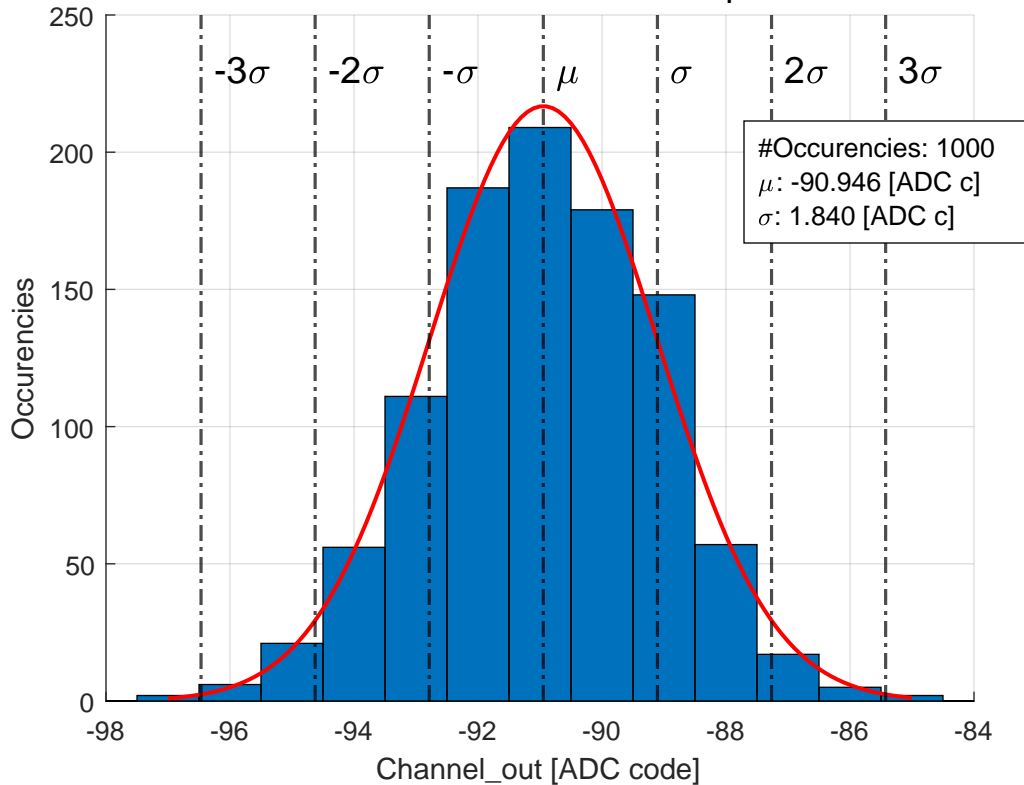 250
200
150
100
50
0
-3σ -2σ -σ μ σ 2σ 3σ
#Occurencies: 1000
μ: -90.946 [ADC c]
σ: 1.840 [ADC c]
Occurencies
-98 -96 -94 -92 -90 -88 -86 -84
Channel_out [ADC code]